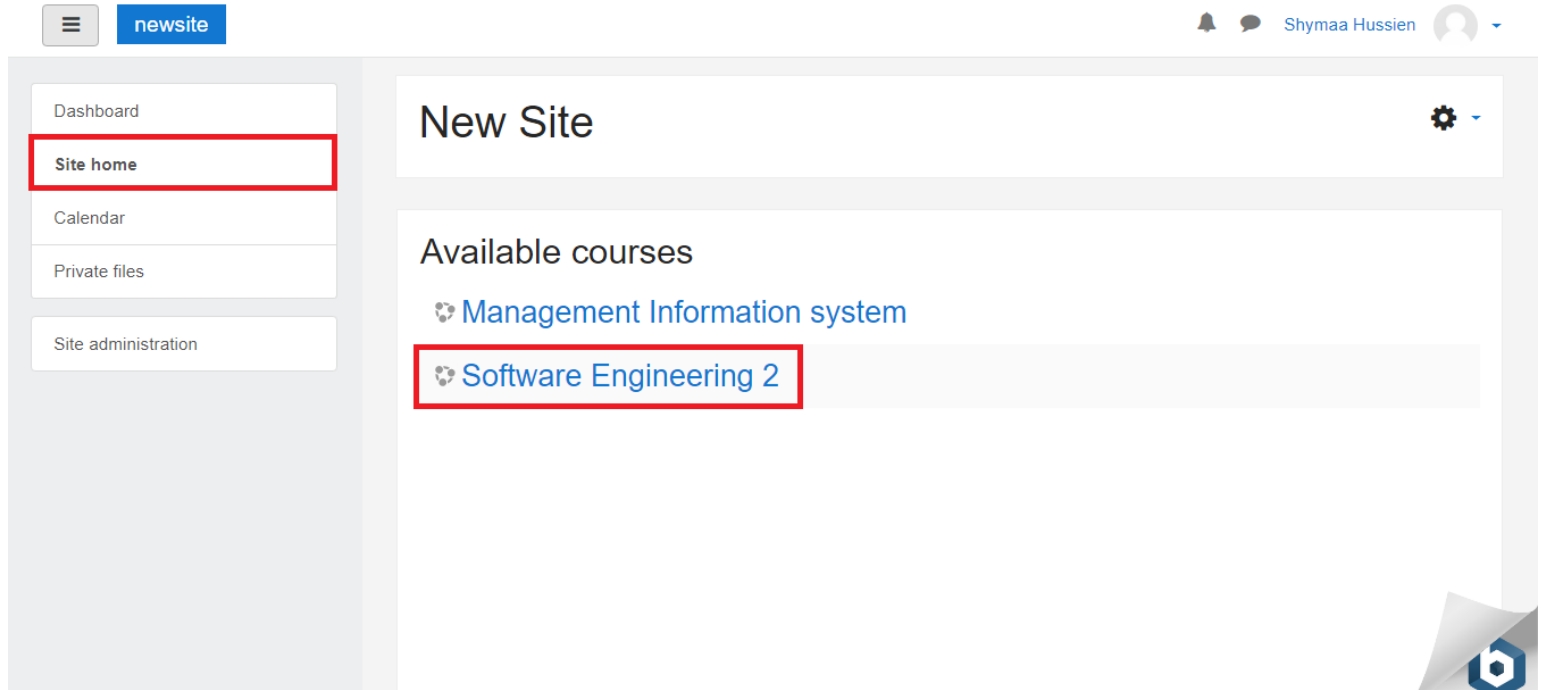 newsite
Shymaa Hussien
Dashboard
Site home
Calendar
Private files
Site administration
New Site
Available courses
Management Information system
Software Engineering 2